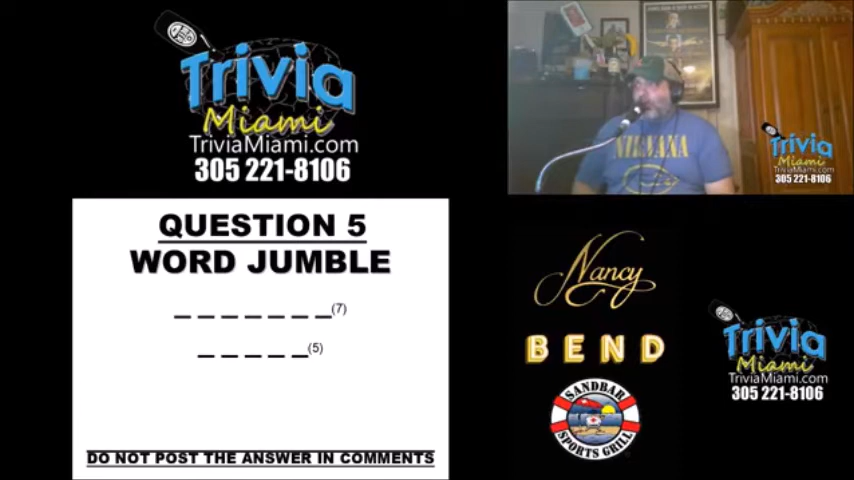 Trivia
Miami
TriviaMiami.com
305 221-8106
NIRVANA
Trivia
Miami
TriviaMiami.com
305 221-8106
QUESTION 5
WORD JUMBLE
_ _ _ _ _ _ _ (7)
_ _ _ _ _ (5)
DO NOT POST THE ANSWER IN COMMENTS
Nancy
BEND
SANDBAR
SPORTS GRILL
Trivia
Miami
TriviaMiami.com
305 221-8106